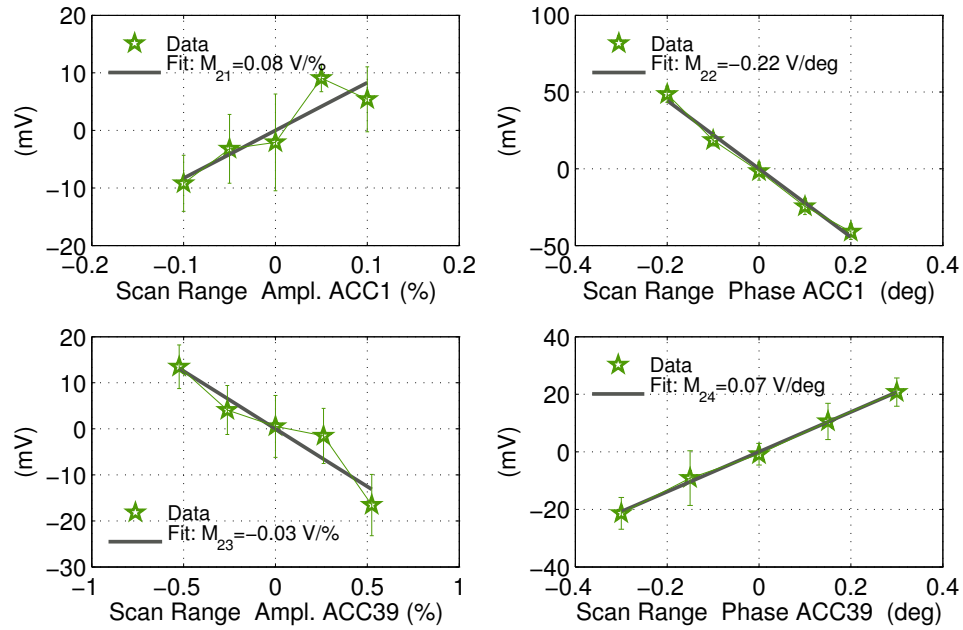 20
10
0
−10
−20
(mV)
Data
Fit: M21=0.08 V/%
−0.2
−0.1
0
0.1
0.2
Scan Range Ampl. ACC1 (%)
100
50
0
−50
(mV)
Data
Fit: M22=−0.22 V/deg
−0.4
−0.2
0
0.2
0.4
Scan Range Phase ACC1 (deg)
20
10
0
−10
−20
−30
(mV)
Data
Fit: M23=−0.03 V/%
−1
−0.5
0
0.5
1
Scan Range Ampl. ACC39 (%)
40
20
0
−20
−40
(mV)
Data
Fit: M24=0.07 V/deg
−0.4
−0.2
0
0.2
0.4
Scan Range Phase ACC39 (deg)